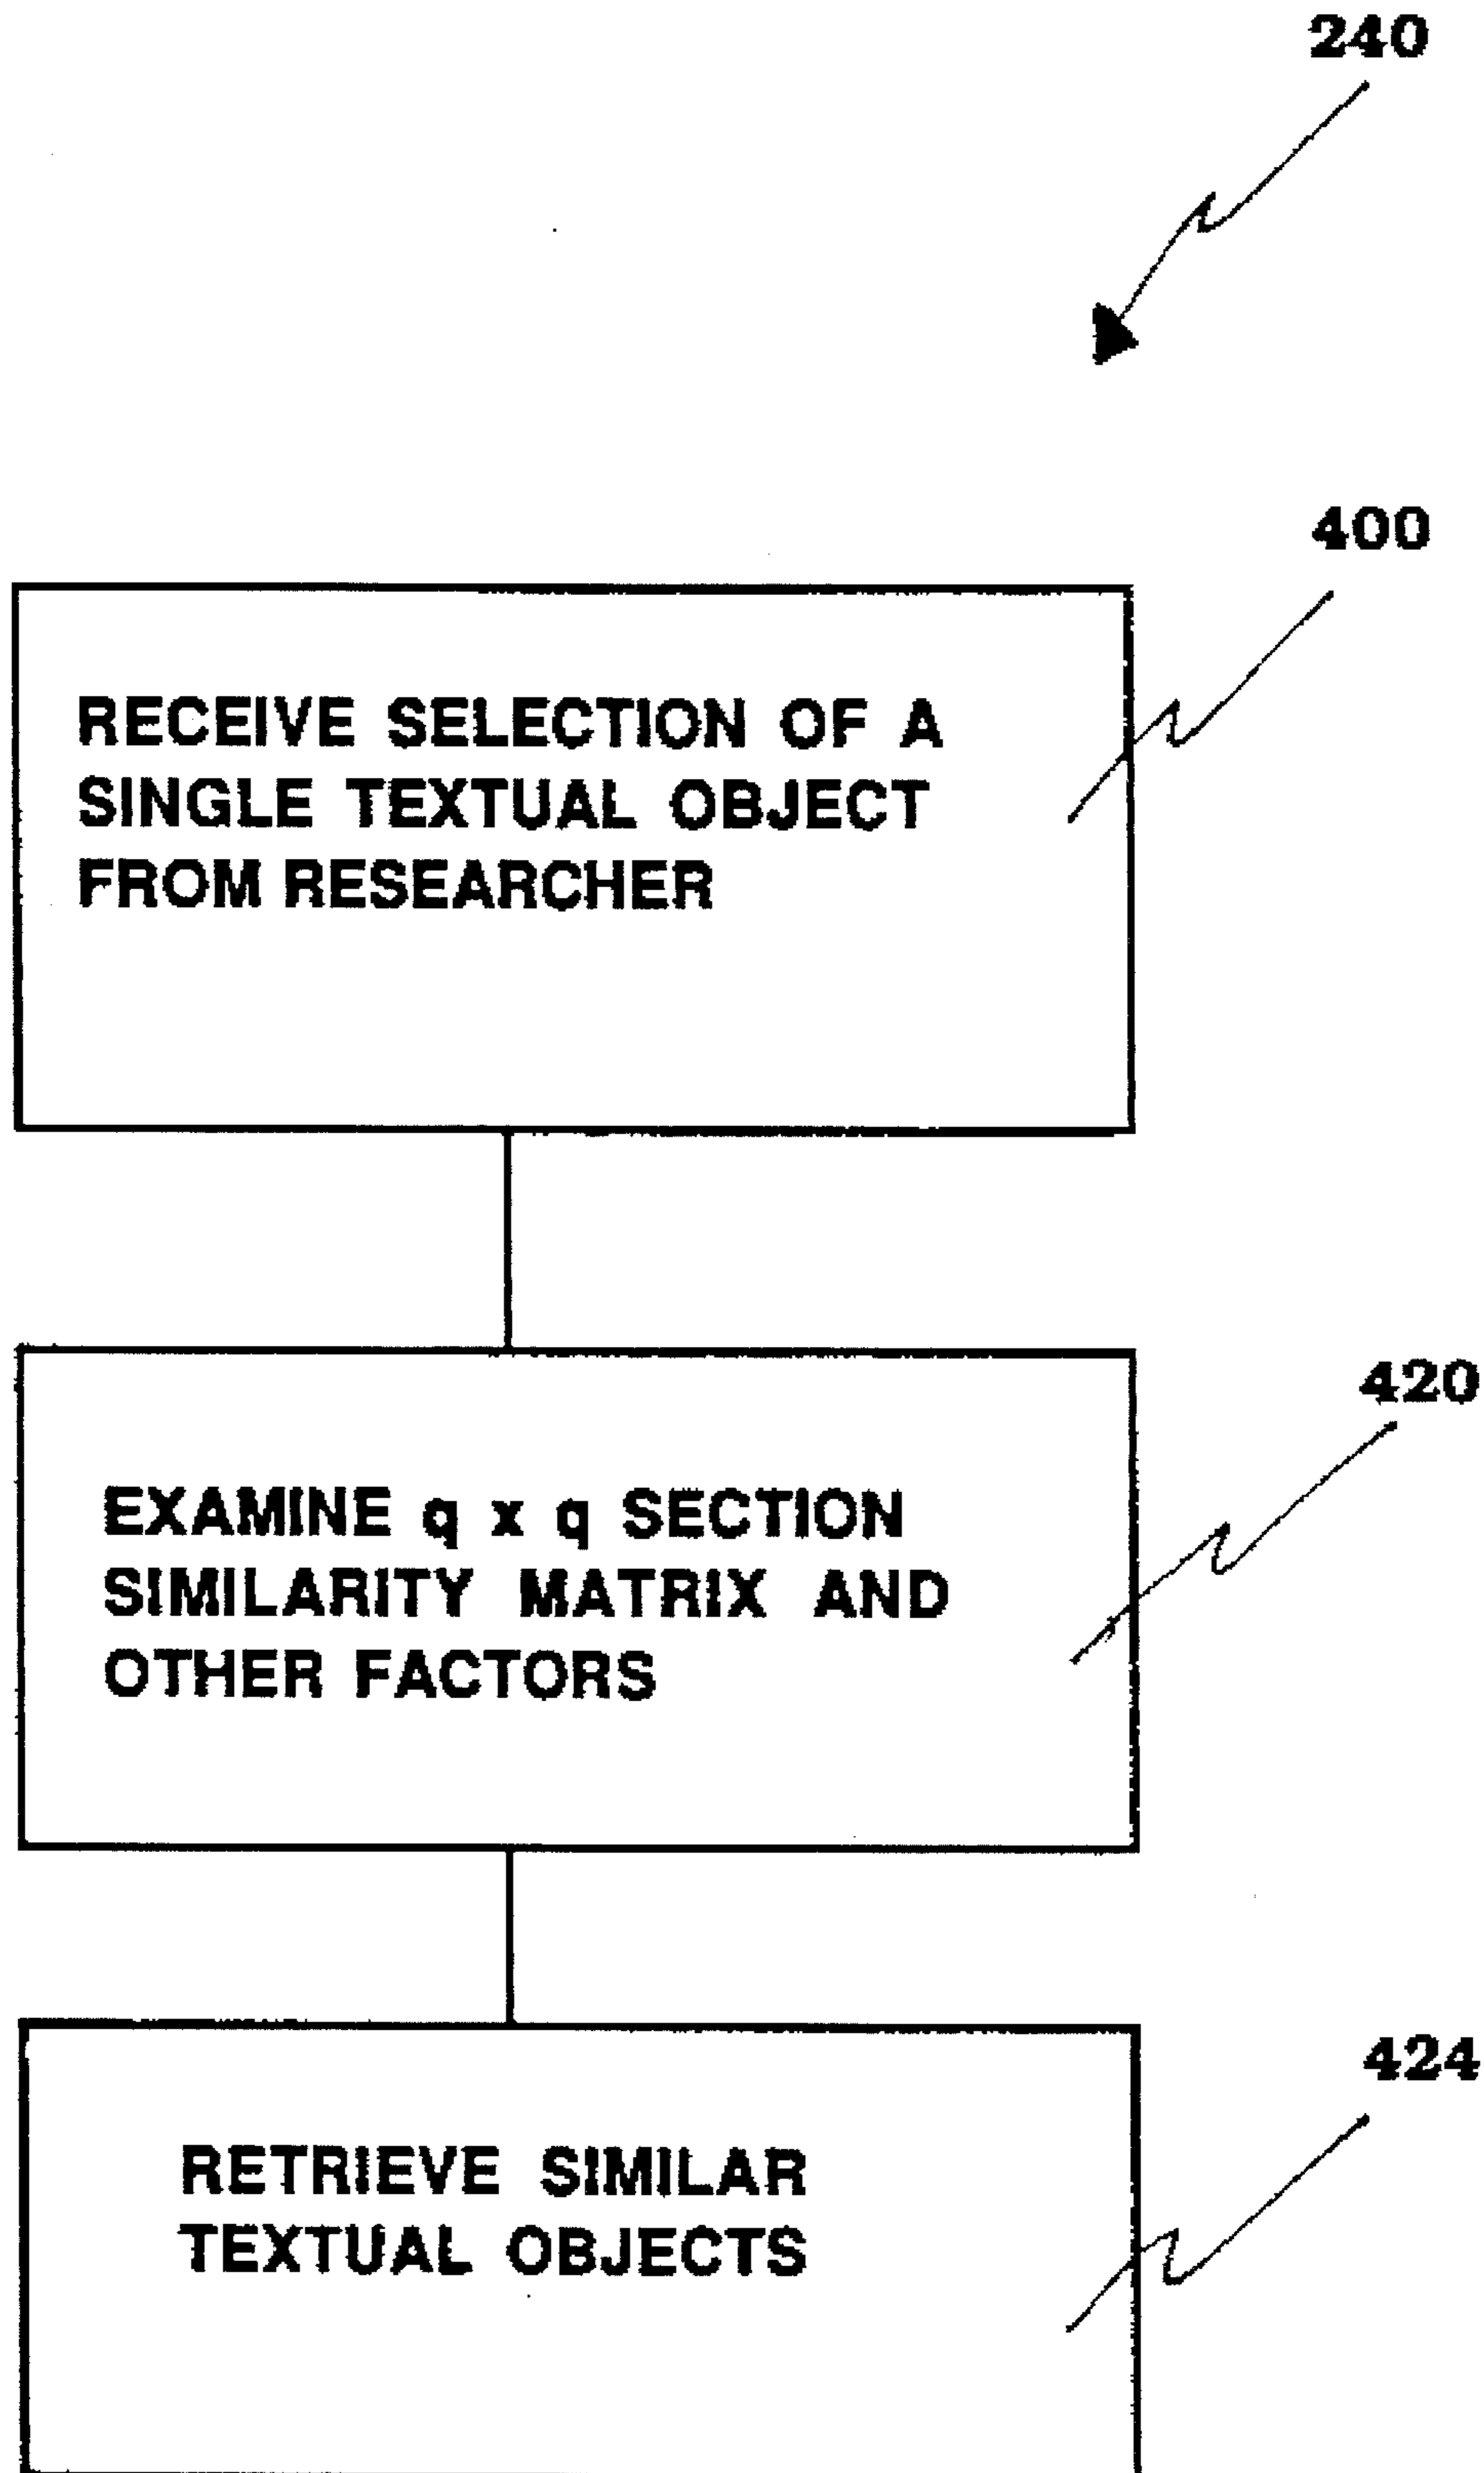 240
400
RECEIVE SELECTION OF A
SINGLE TEXTUAL OBJECT
FROM RESEARCHER
420
EXAMINE q x q SECTION
SIMILARITY MATRIX AND
OTHER FACTORS
424
RETRIEVE SIMILAR
TEXTUAL OBJECTS